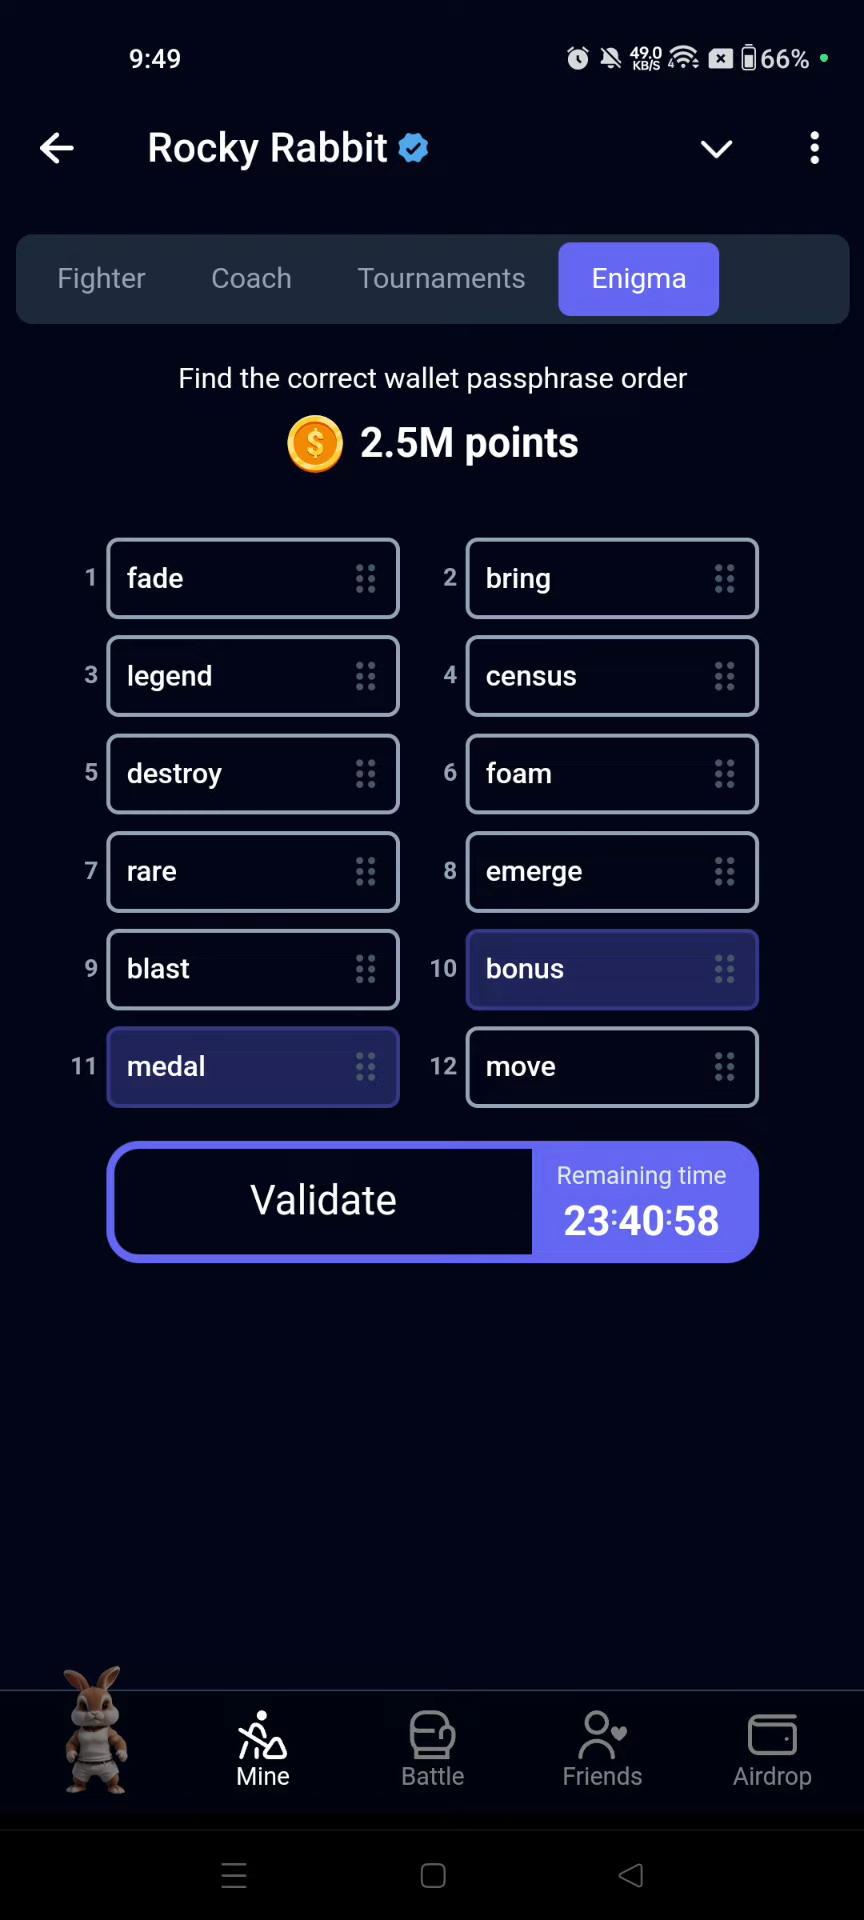 9:49
49.0
KB/S
4
66%
Rocky Rabbit
Fighter
Coach
Tournaments
Enigma
Find the correct wallet passphrase order
$ 2.5M points
1 fade
2 bring
3 legend
4 census
5 destroy
6 foam
7 rare
8 emerge
9 blast
10 bonus
11 medal
12 move
Validate
Remaining time
23:40:58
Mine
Battle
Friends
Airdrop